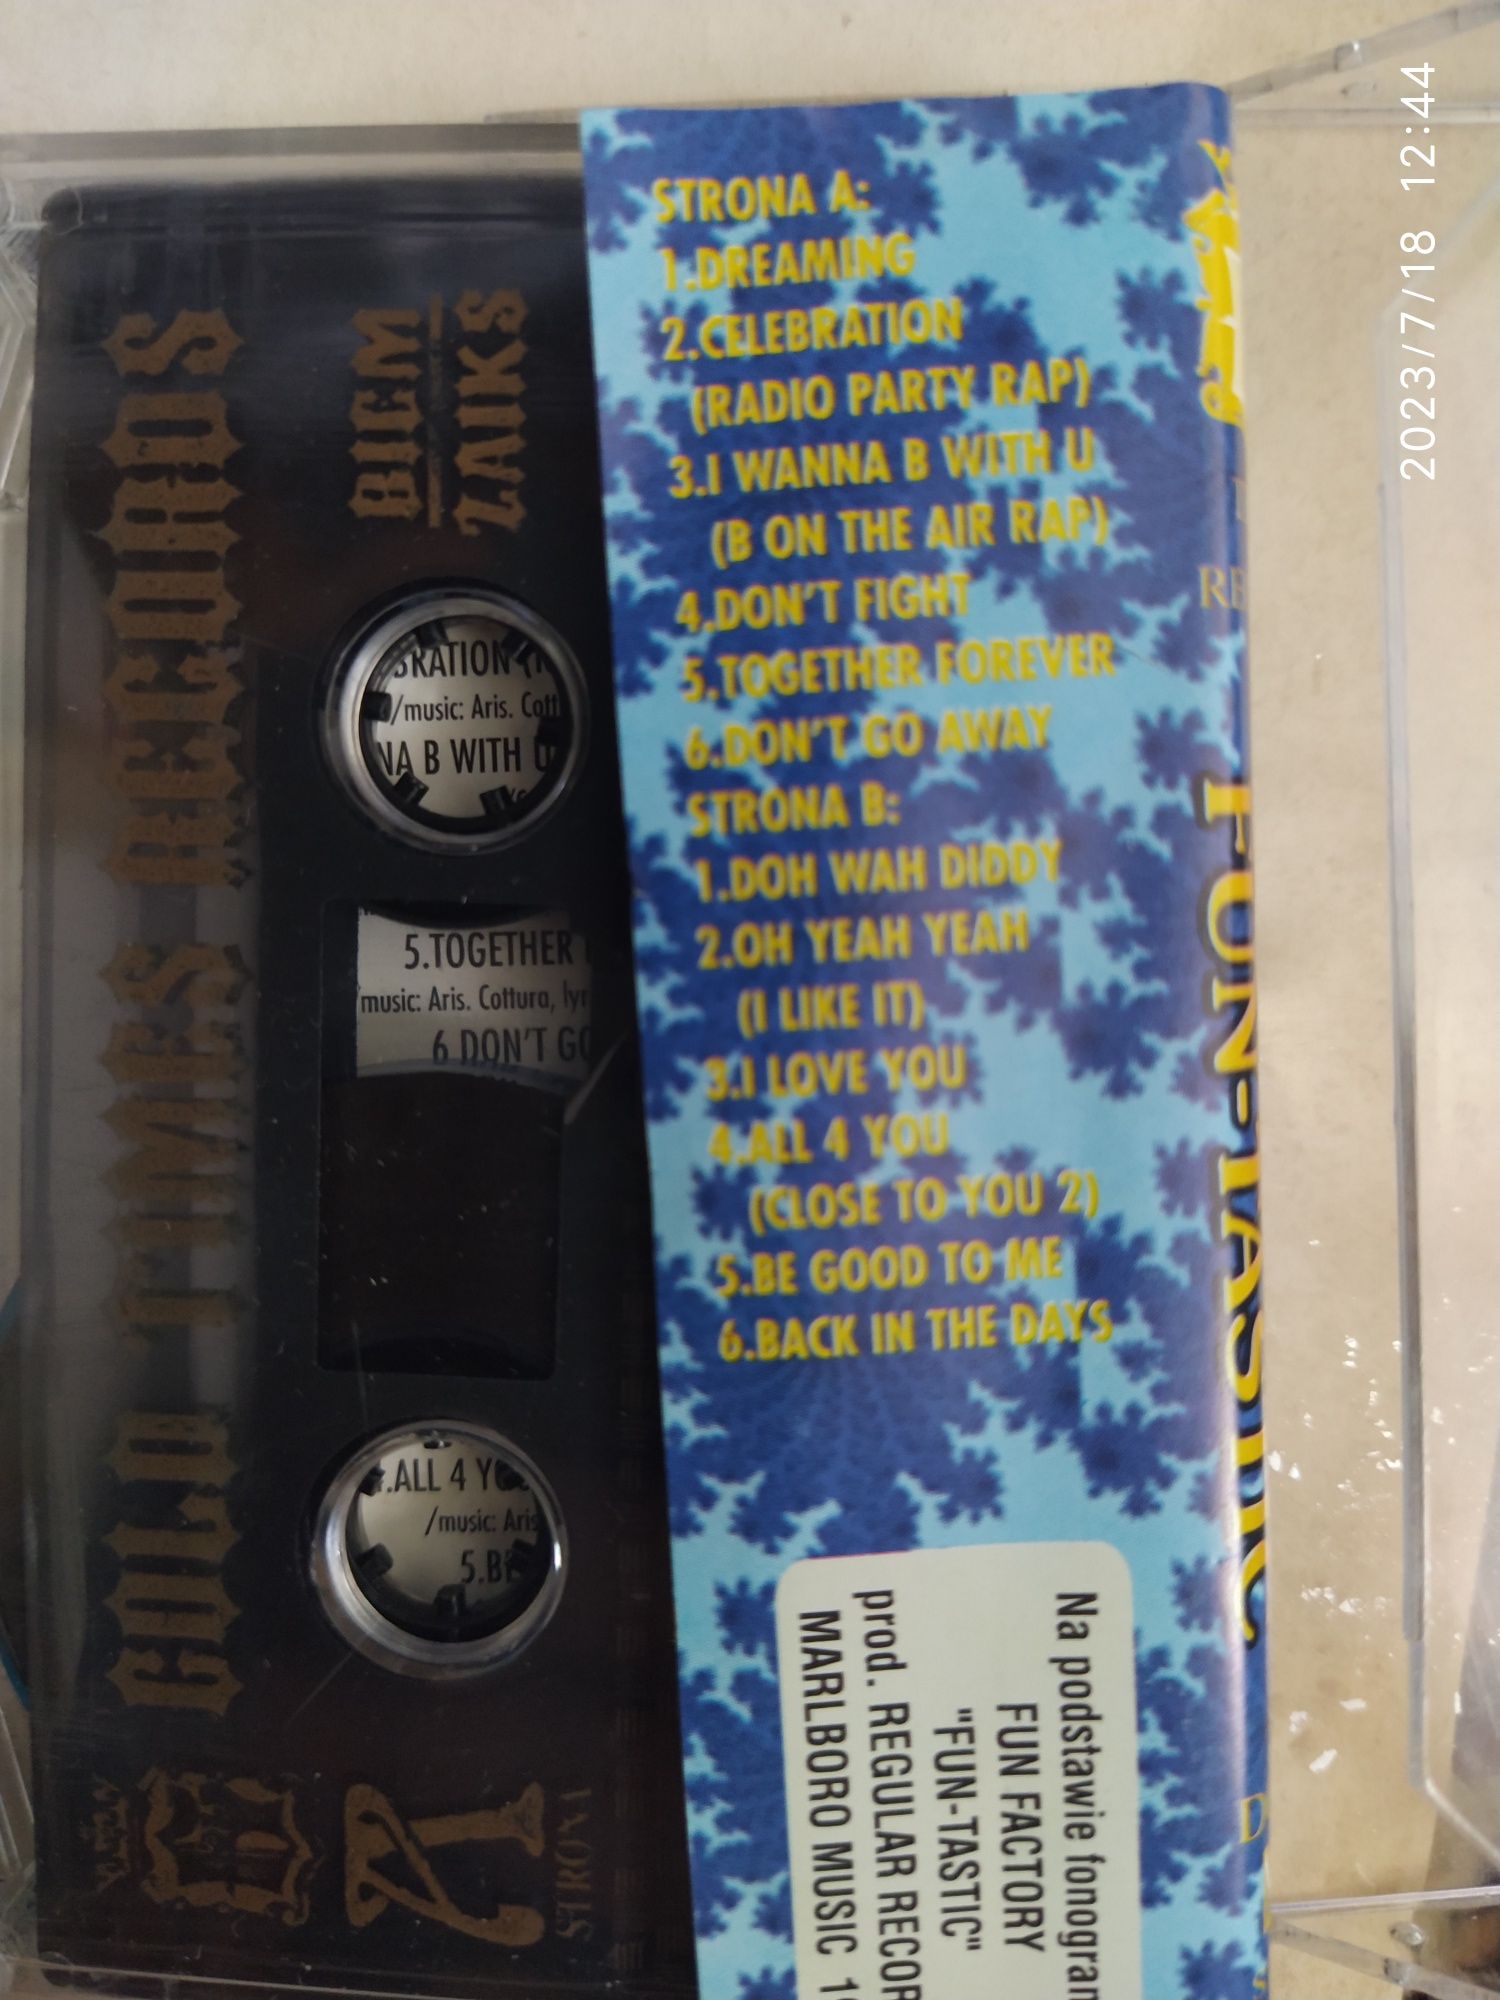 STRONA A:
1.DREAMING
2.CELEBRATION
(RADIO PARTY RAP)
3.I WANNA B WITH U
(B ON THE AIR RAP)
4.DON'T FIGHT
5.TOGETHER FOREVER
6.DON'T GO AWAY
STRONA B:
1.DOH WAH DIDDY
2.OH YEAH YEAH
(I LIKE IT)
3.I LOVE YOU
4.ALL 4 YOU
(CLOSE TO YOU 2)
5.BE GOOD TO ME
6.BACK IN THE DAYS
Na podstawie fonogram
FUN FACTORY
"FUN-TASTIC"
prod. REGULAR RECOR
MARLBORO MUSIC 19
FUN-TASTIC
GOLD TIMES RECORDS
BIEM
ZAIKS
STRONA
A
/music: Aris. Cott
NA B WITH U
5.TOGETHER
music: Aris. Cottura, lyr
6 DON'T GO
.ALL 4 YO
/music: Aris
5.BE
2023/7/18 12:44